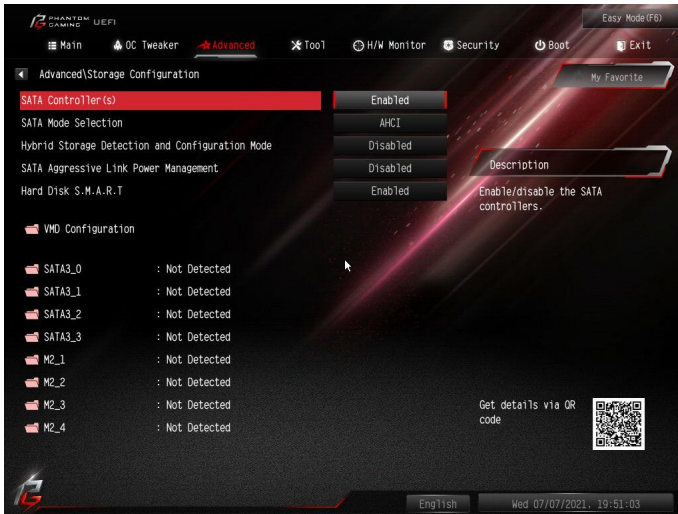 PHANTOM GAMING UEFI
Easy Mode(F6)
Main OC Tweaker Advanced Tool H/W Monitor Security Boot Exit
Advanced\Storage Configuration
My Favorite
SATA Controller(s) Enabled
SATA Mode Selection AHCI
Hybrid Storage Detection and Configuration Mode Disabled
SATA Aggressive Link Power Management Disabled
Hard Disk S.M.A.R.T Enabled
Description
Enable/disable the SATA
controllers.
VMD Configuration
SATA3_0 : Not Detected
SATA3_1 : Not Detected
SATA3_2 : Not Detected
SATA3_3 : Not Detected
M2_1 : Not Detected
M2_2 : Not Detected
M2_3 : Not Detected
M2_4 : Not Detected
Get details via QR
code
English
Wed 07/07/2021, 19:51:03